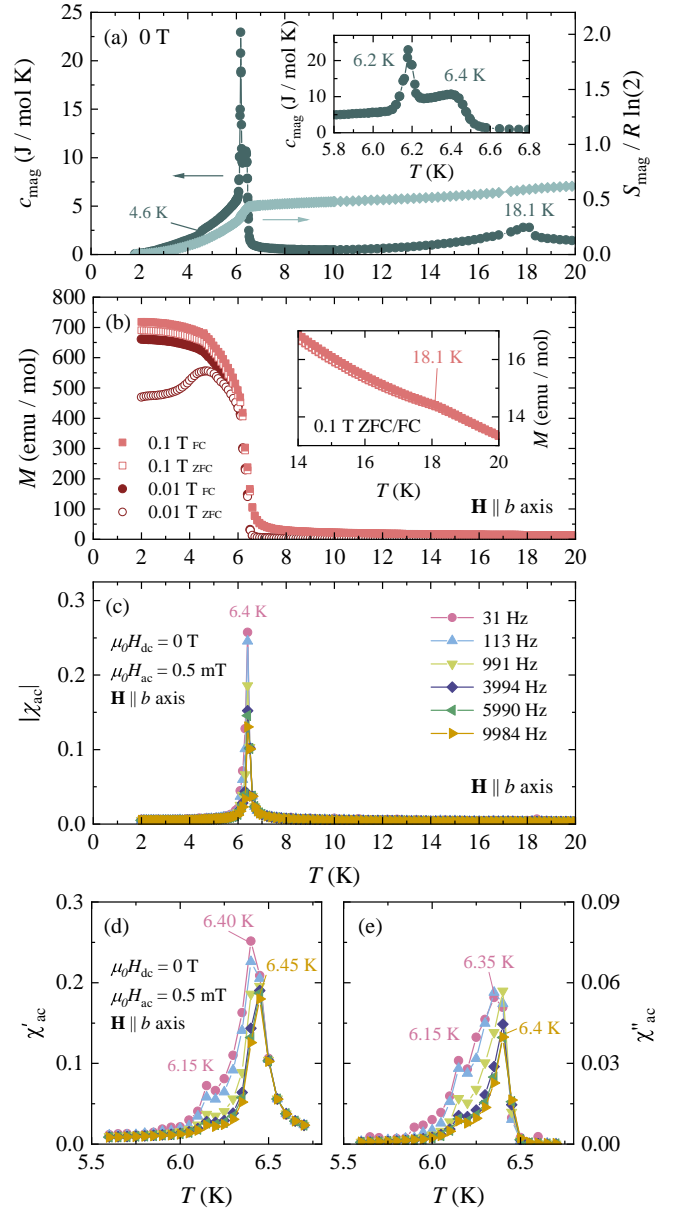 (a) 0 T
c_mag (J / mol K)
25
20
15
10
5
0
4.6 K
18.1 K
2.0
1.5
1.0
0.5
0.0
S_mag / R ln(2)
0 2 4 6 8 10 12 14 16 18 20
c_mag (J / mol K)
20
10
0
6.2 K
6.4 K
5.8 6.0 6.2 6.4 6.6 6.8
T (K)
(b)
M (emu / mol)
800
700
600
500
400
300
200
100
0
0.1 T FC
0.1 T ZFC
0.01 T FC
0.01 T ZFC
18.1 K
0.1 T ZFC/FC
16
14
M (emu / mol)
14 16 18 20
T (K)
H || b axis
0 2 4 6 8 10 12 14 16 18 20
(c)
|χ_ac|
0.3
0.2
0.1
0.0
6.4 K
μ₀H_dc = 0 T
μ₀H_ac = 0.5 mT
H || b axis
31 Hz
113 Hz
991 Hz
3994 Hz
5990 Hz
9984 Hz
H || b axis
0 2 4 6 8 10 12 14 16 18 20
T (K)
(d)
χ'_ac
0.3
0.2
0.1
0.0
6.40 K
6.45 K
μ₀H_dc = 0 T
μ₀H_ac = 0.5 mT
H || b axis
6.15 K
5.5 6.0 6.5
T (K)
(e)
6.35 K
6.15 K
6.4 K
0.09
0.06
0.03
0.00
χ''_ac
6.0 6.5
T (K)